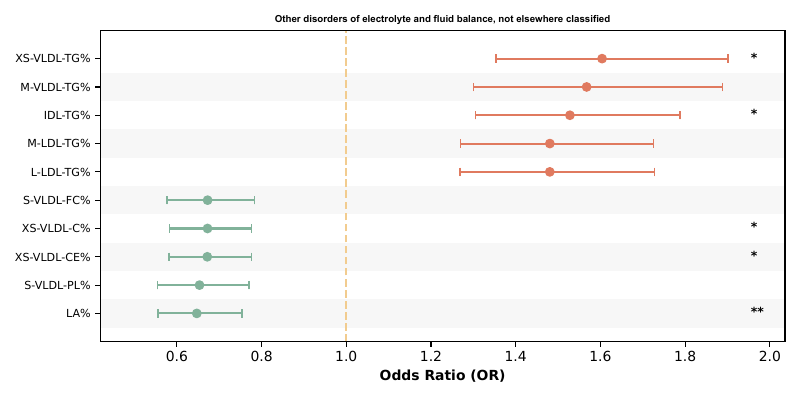 Other disorders of electrolyte and fluid balance, not elsewhere classified
XS-VLDL-TG% *
M-VLDL-TG%
IDL-TG% *
M-LDL-TG%
L-LDL-TG%
S-VLDL-FC%
XS-VLDL-C% *
XS-VLDL-CE% *
S-VLDL-PL%
LA% **
0.6 0.8 1.0 1.2 1.4 1.6 1.8 2.0
Odds Ratio (OR)